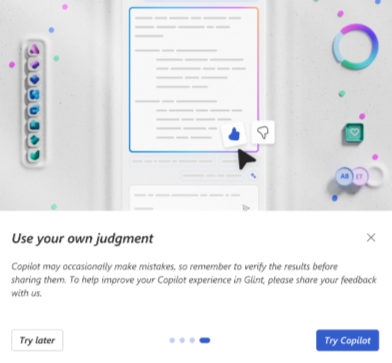 AB ET
Use your own judgment
Copilot may occasionally make mistakes, so remember to verify the results before
sharing them. To help improve your Copilot experience in Glint, please share your feedback
with us.
Try later
Try Copilot